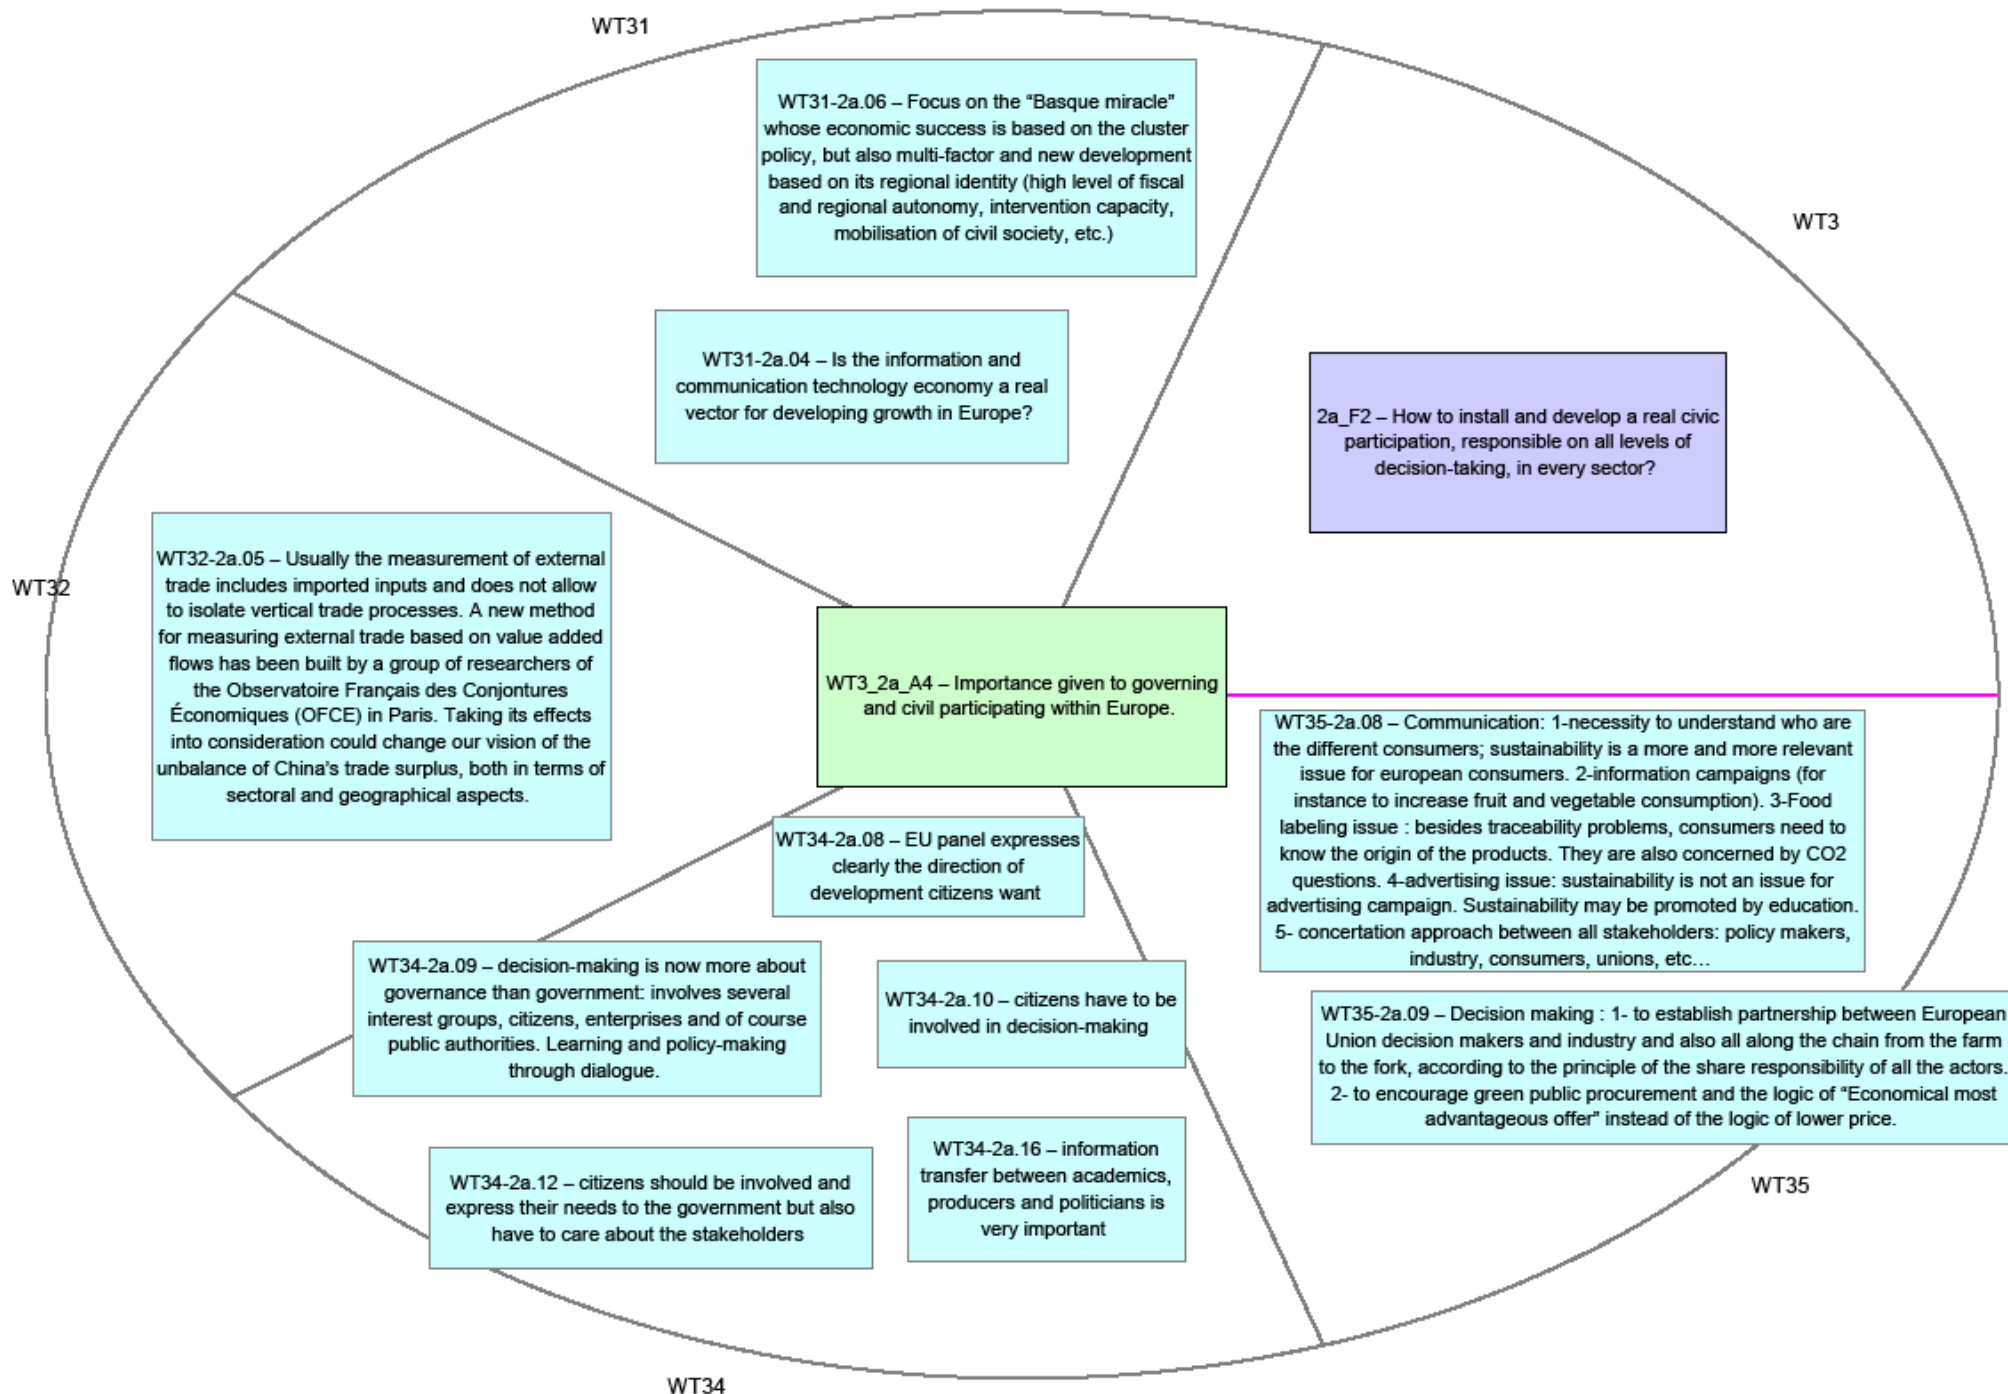 WT31
WT31-2a.06 – Focus on the “Basque miracle”
whose economic success is based on the cluster
policy, but also multi-factor and new development
based on its regional identity (high level of fiscal
and regional autonomy, intervention capacity,
mobilisation of civil society, etc.)
WT3
WT31-2a.04 – Is the information and
communication technology economy a real
vector for developing growth in Europe?
2a_F2 – How to install and develop a real civic
participation, responsible on all levels of
decision-taking, in every sector?
WT32
WT32-2a.05 – Usually the measurement of external
trade includes imported inputs and does not allow
to isolate vertical trade processes. A new method
for measuring external trade based on value added
flows has been built by a group of researchers of
the Observatoire Français des Conjontures
Économiques (OFCE) in Paris. Taking its effects
into consideration could change our vision of the
unbalance of China's trade surplus, both in terms of
sectoral and geographical aspects.
WT3_2a_A4 – Importance given to governing
and civil participating within Europe.
WT35-2a.08 – Communication: 1-necessity to understand who are
the different consumers; sustainability is a more and more relevant
issue for european consumers. 2-information campaigns (for
instance to increase fruit and vegetable consumption). 3-Food
labeling issue : besides traceability problems, consumers need to
know the origin of the products. They are also concerned by CO2
questions. 4-advertising issue: sustainability is not an issue for
advertising campaign. Sustainability may be promoted by education.
5- concertation approach between all stakeholders: policy makers,
industry, consumers, unions, etc…
WT34-2a.08 – EU panel expresses
clearly the direction of
development citizens want
WT34-2a.09 – decision-making is now more about
governance than government: involves several
interest groups, citizens, enterprises and of course
public authorities. Learning and policy-making
through dialogue.
WT34-2a.10 – citizens have to be
involved in decision-making
WT35-2a.09 – Decision making : 1- to establish partnership between European
Union decision makers and industry and also all along the chain from the farm
to the fork, according to the principle of the share responsibility of all the actors.
2- to encourage green public procurement and the logic of “Economical most
advantageous offer” instead of the logic of lower price.
WT34-2a.12 – citizens should be involved and
express their needs to the government but also
have to care about the stakeholders
WT34-2a.16 – information
transfer between academics,
producers and politicians is
very important
WT35
WT34